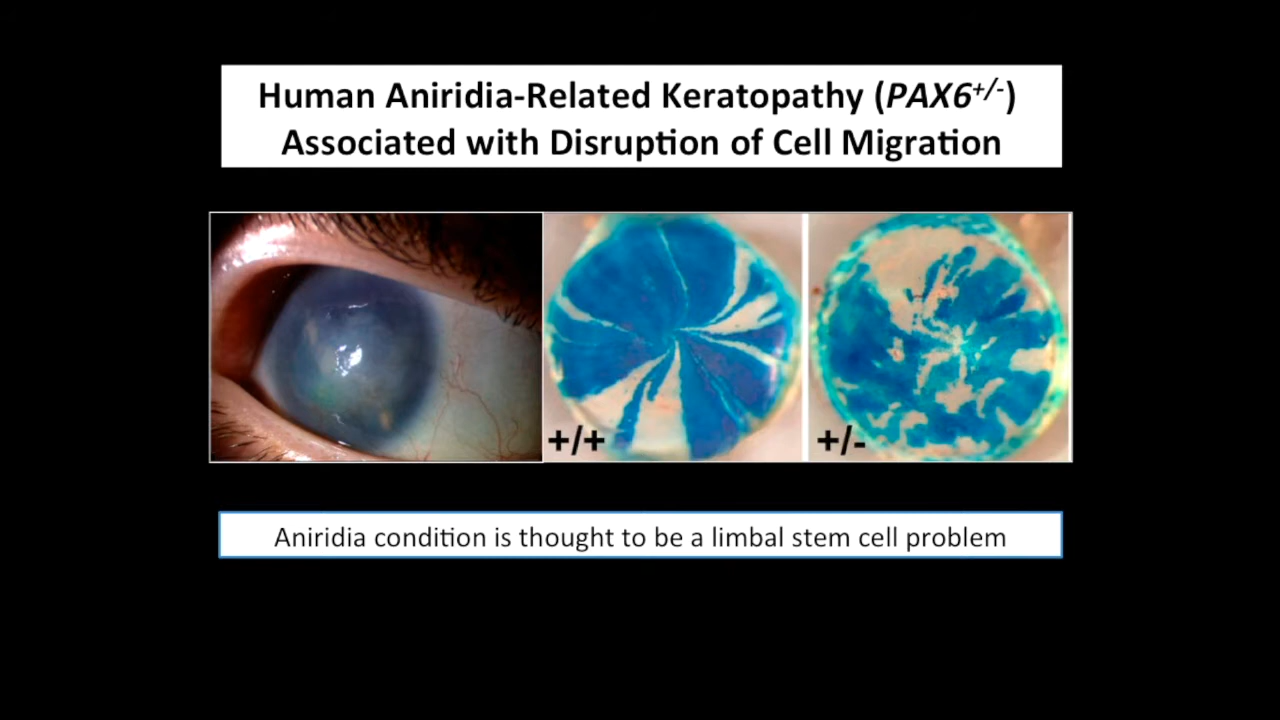 Human Aniridia-Related Keratopathy (PAX6+/-)
Associated with Disruption of Cell Migration
+/+
+/-
Aniridia condition is thought to be a limbal stem cell problem